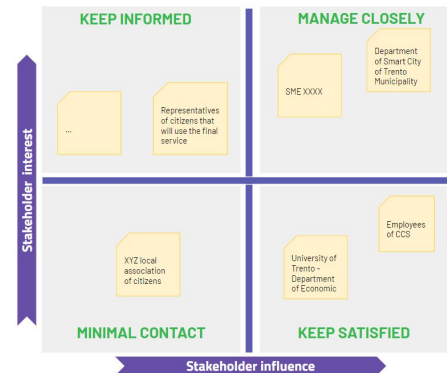 KEEP INFORMED
MANAGE CLOSELY
...
Representatives
of citizens that
will use the final
service
SME XXXX
Department
of Smart City
of Trento
Municipality
Stakeholder interest
XYZ local
association
of citizens
University of
Trento -
Department
of Economic
Employees
of CCS
MINIMAL CONTACT
KEEP SATISFIED
Stakeholder influence